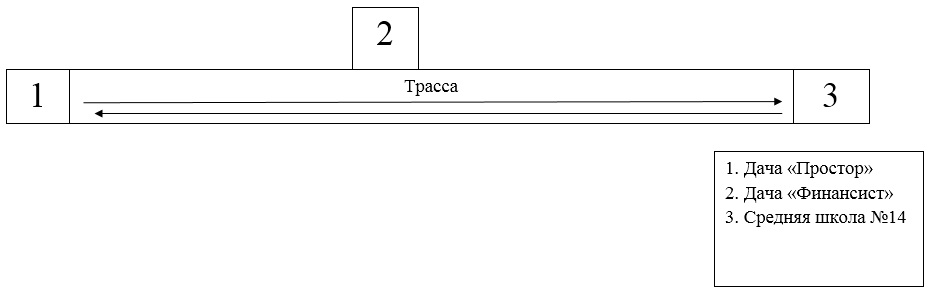 2
Трасса
1
3
1. Дача «Простор»
2. Дача «Финансист»
3. Средняя школа №14